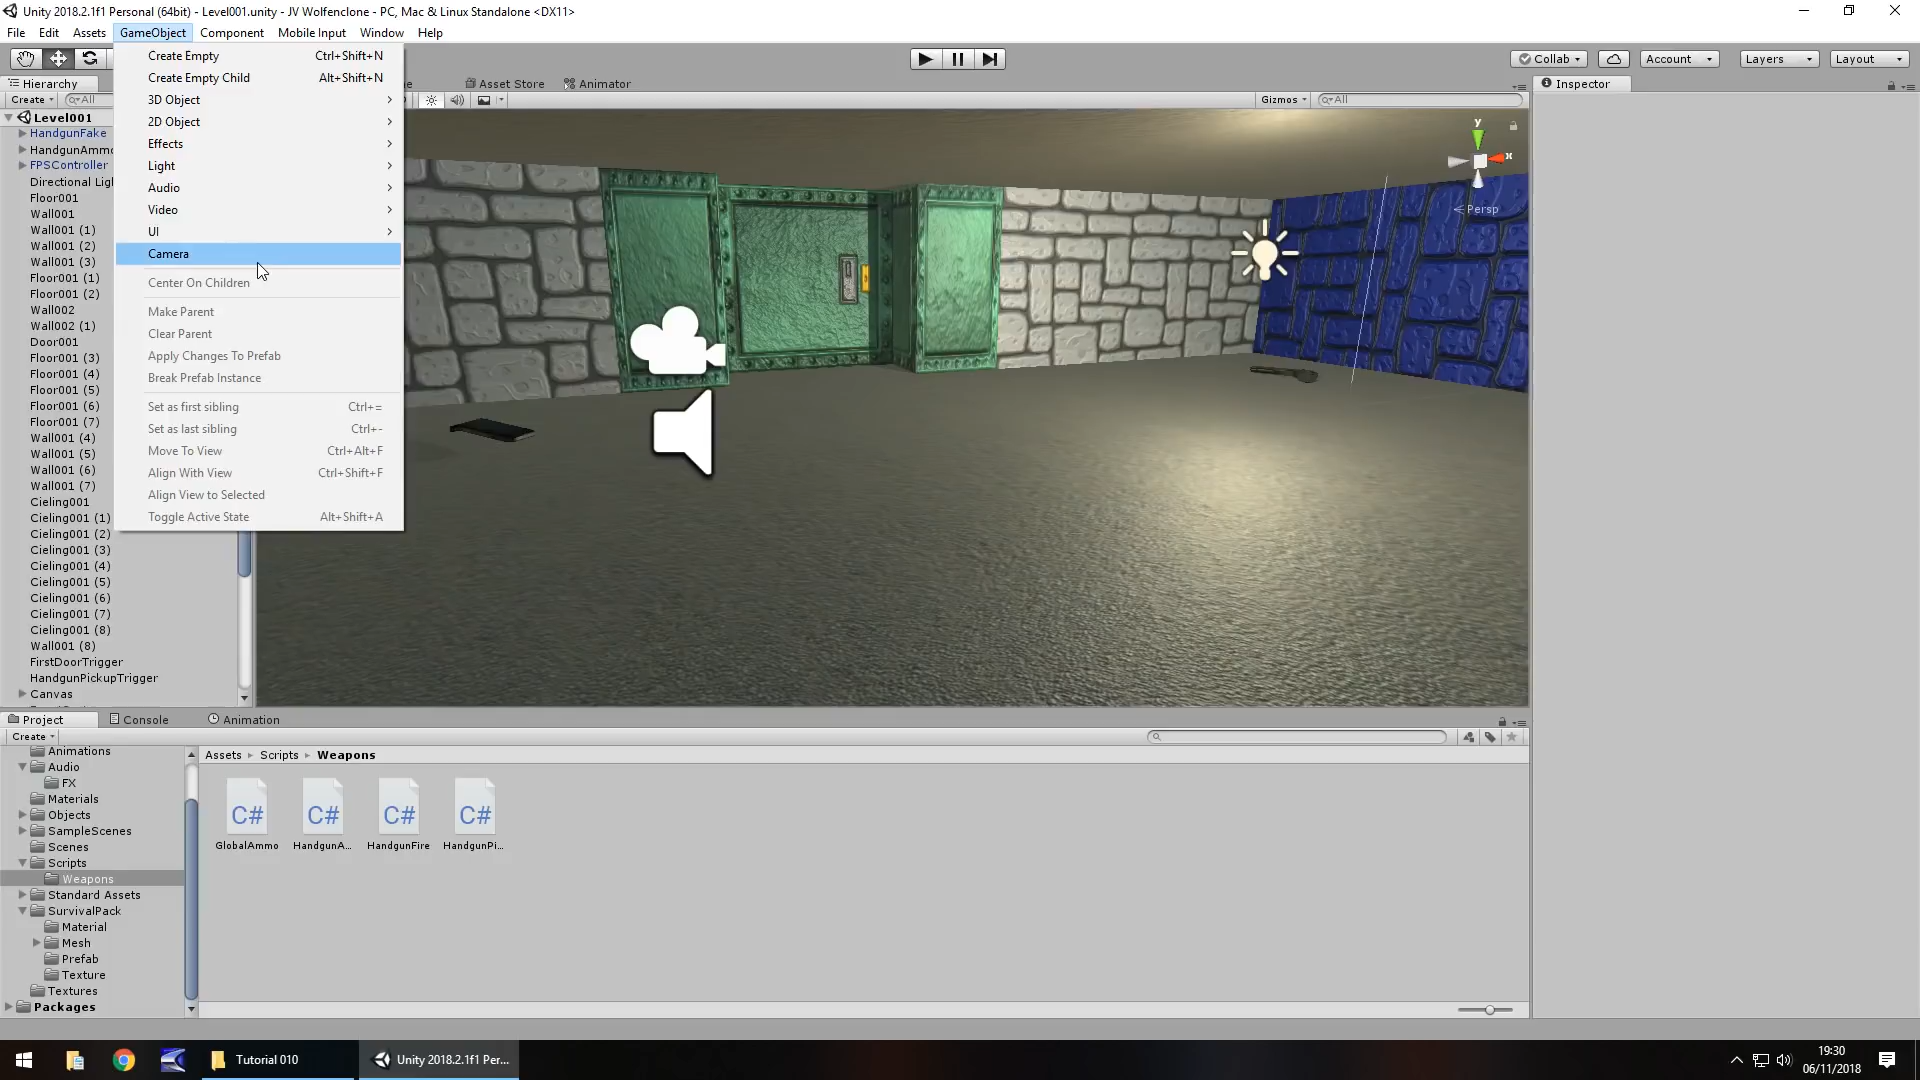 Unity 2018.2.1f1 Personal (64bit) - Level001.unity - JV Wolfenclone - PC, Mac & Linux Standalone <DX11>
File Edit Assets GameObject Component Mobile Input Window Help
Create Empty Ctrl+Shift+N
Create Empty Child Alt+Shift+N
3D Object
2D Object
Effects
Light
Audio
Video
UI
Camera
Center On Children
Make Parent
Clear Parent
Apply Changes To Prefab
Break Prefab Instance
Set as first sibling Ctrl+=
Set as last sibling Ctrl+-
Move To View Ctrl+Alt+F
Align With View Ctrl+Shift+F
Align View to Selected
Toggle Active State Alt+Shift+A
Collab Account Layers Layout
Hierarchy
Create All
Level001
HandgunFake
HandgunAmmo
FPSController
Directional Ligh
Floor001
Wall001
Wall001 (1)
Wall001 (2)
Wall001 (3)
Floor001 (1)
Floor001 (2)
Wall002
Wall002 (1)
Door001
Floor001 (3)
Floor001 (4)
Floor001 (5)
Floor001 (6)
Floor001 (7)
Wall001 (4)
Wall001 (5)
Wall001 (6)
Wall001 (7)
Cieling001
Cieling001 (1)
Cieling001 (2)
Cieling001 (3)
Cieling001 (4)
Cieling001 (5)
Cieling001 (6)
Cieling001 (7)
Cieling001 (8)
Wall001 (8)
FirstDoorTrigger
HandgunPickupTrigger
Canvas
Asset Store Animator
Gizmos All
y
x
Persp
Inspector
Project Console Animation
Create
Animations
Audio
FX
Materials
Objects
SampleScenes
Scenes
Scripts
Weapons
Standard Assets
SurvivalPack
Material
Mesh
Prefab
Texture
Textures
Packages
Assets Scripts Weapons
C# C# C# C#
GlobalAmmo HandgunA... HandgunFire HandgunPi...
Tutorial 010
Unity 2018.2.1f1 Per...
19:30
06/11/2018